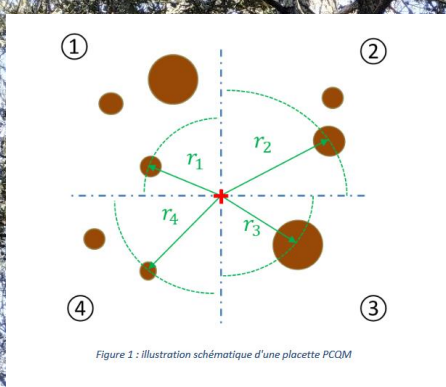 ①
②
r₁
r₂
r₄
r₃
④
③
Figure 1 : illustration schématique d'une placette PCQM